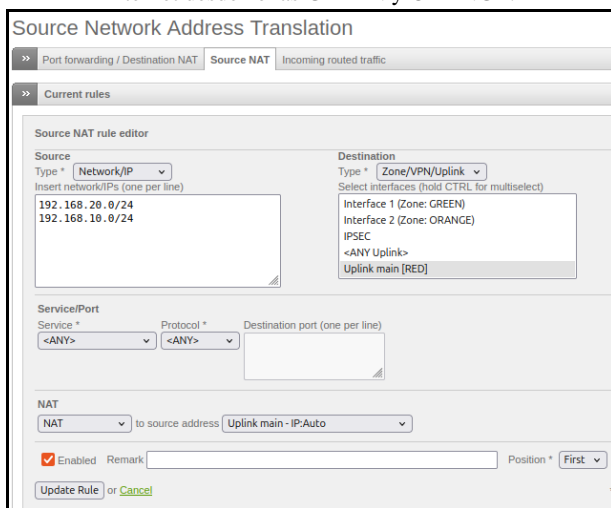 Source Network Address Translation
» Port forwarding / Destination NAT Source NAT Incoming routed traffic
» Current rules
Source NAT rule editor
Source
Type * Network/IP
Insert network/IPs (one per line)
192.168.20.0/24
192.168.10.0/24
Destination
Type * Zone/VPN/Uplink
Select interfaces (hold CTRL for multiselect)
Interface 1 (Zone: GREEN)
Interface 2 (Zone: ORANGE)
IPSEC
<ANY Uplink>
Uplink main [RED]
Service/Port
Service * Protocol * Destination port (one per line)
<ANY> <ANY>
NAT
NAT to source address Uplink main - IP:Auto
Enabled Remark Position * First
Update Rule or Cancel